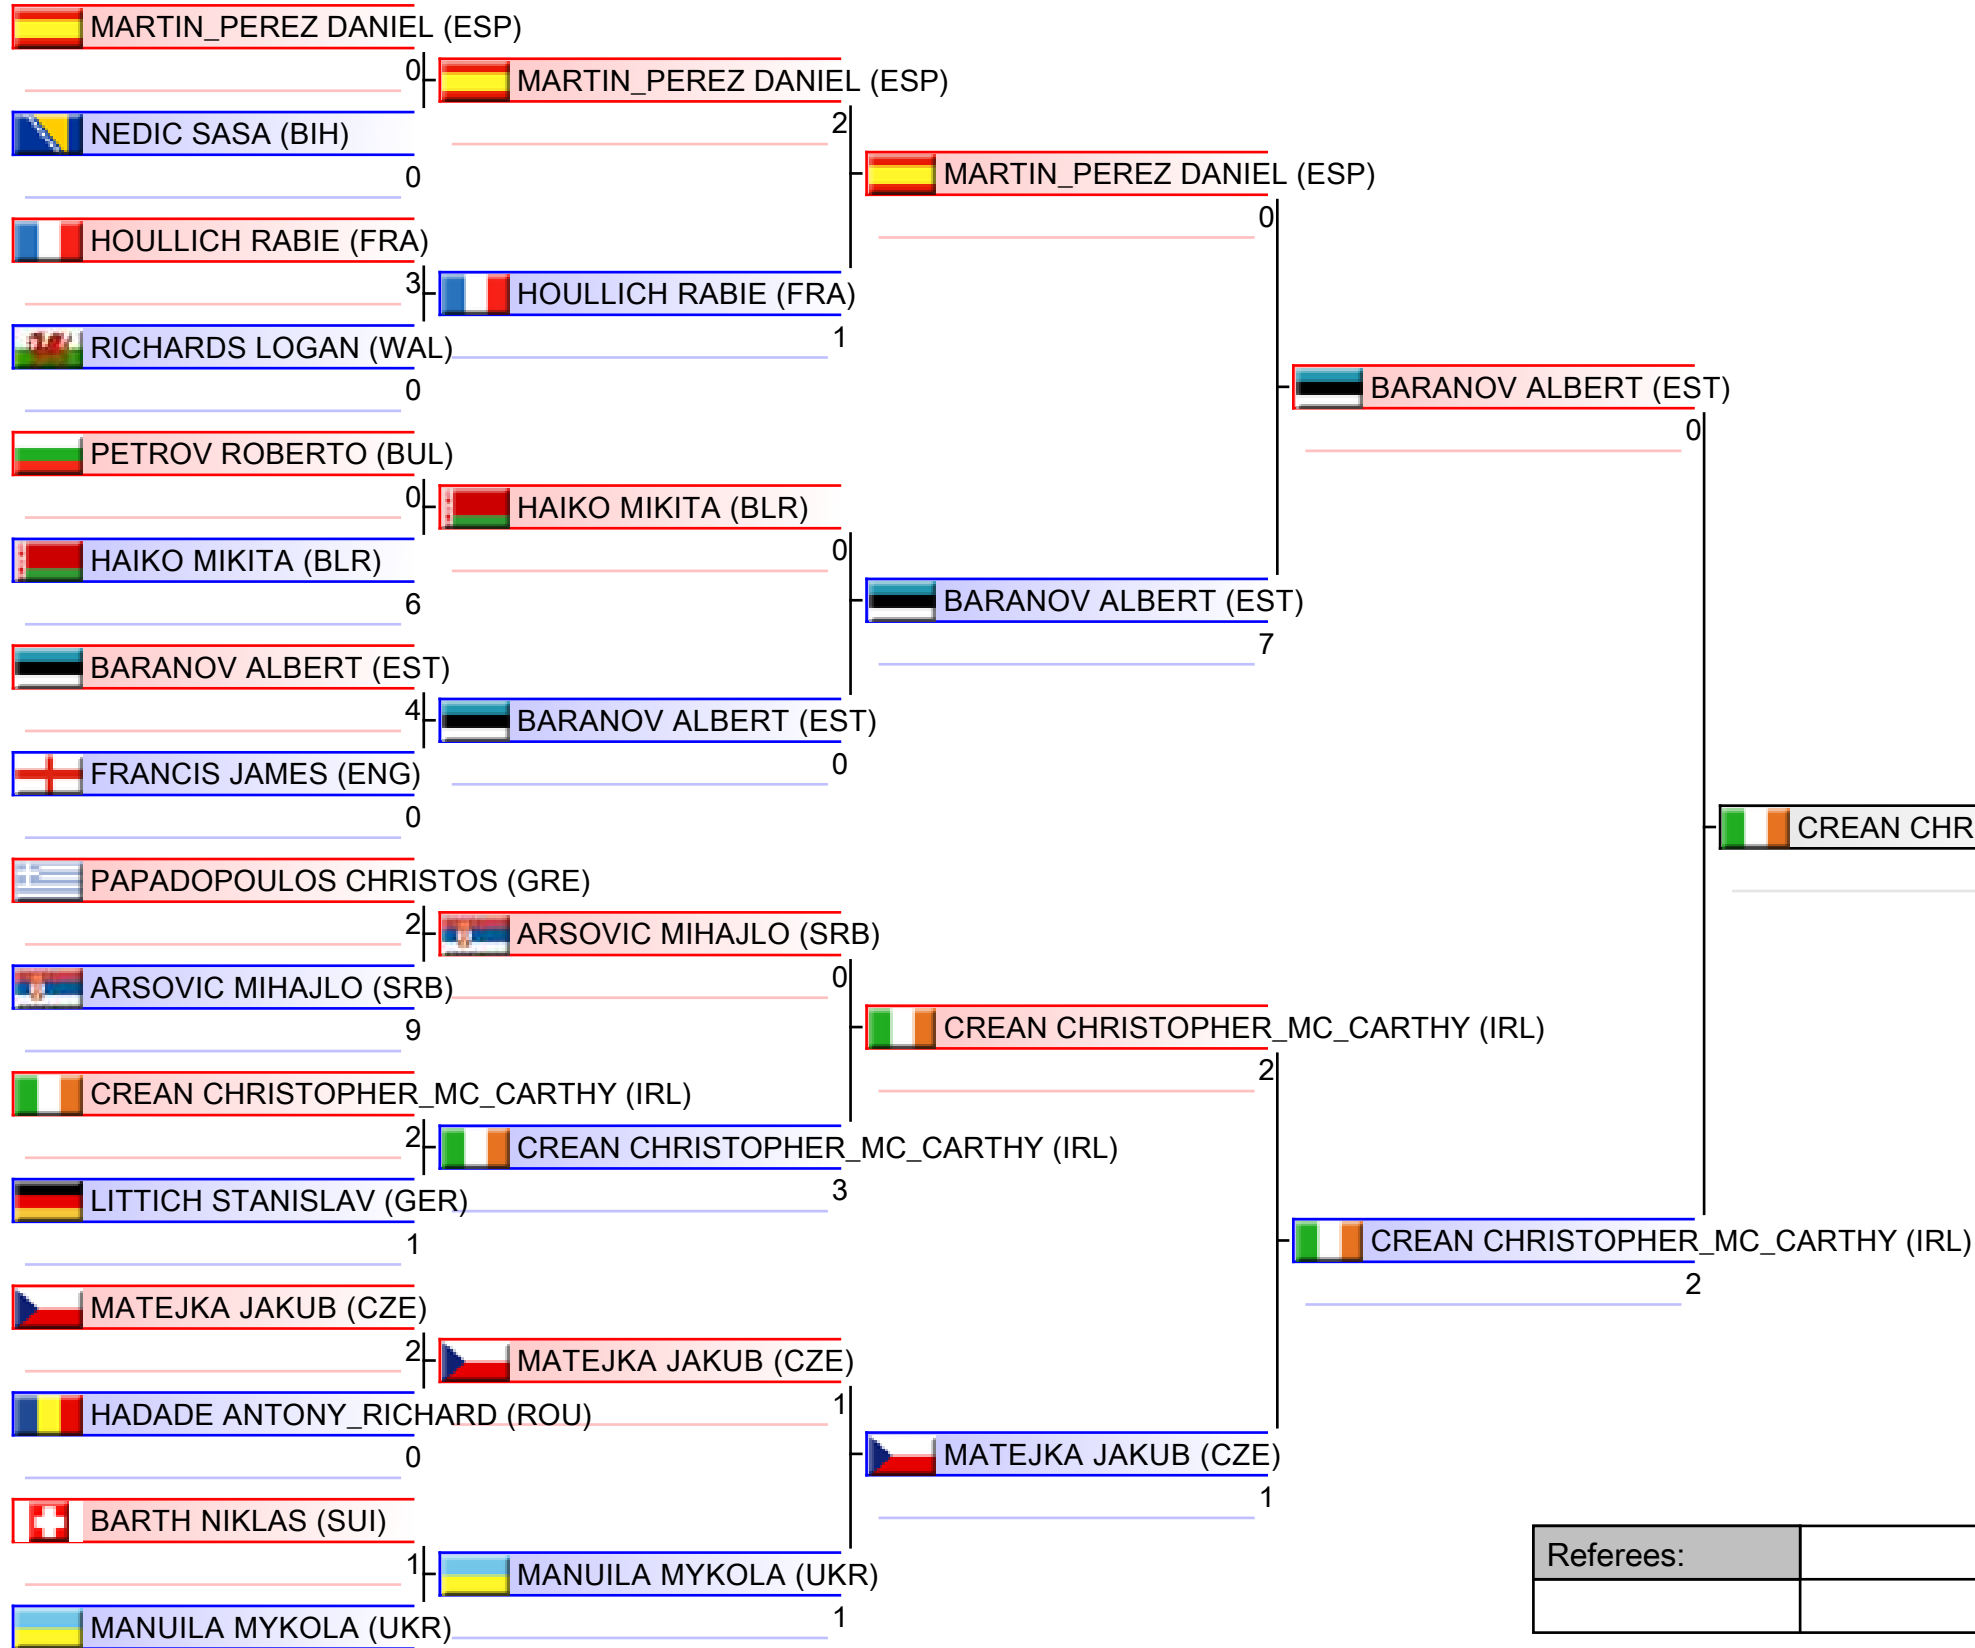 MARTIN_PEREZ DANIEL (ESP)
0
NEDIC SASA (BIH)
0
HOULLICH RABIE (FRA)
3
RICHARDS LOGAN (WAL)
0
PETROV ROBERTO (BUL)
0
HAIKO MIKITA (BLR)
6
BARANOV ALBERT (EST)
4
FRANCIS JAMES (ENG)
0
PAPADOPOULOS CHRISTOS (GRE)
2
ARSOVIC MIHAJLO (SRB)
9
CREAN CHRISTOPHER_MC_CARTHY (IRL)
2
LITTICH STANISLAV (GER)
1
MATEJKA JAKUB (CZE)
2
HADADE ANTONY_RICHARD (ROU)
0
BARTH NIKLAS (SUI)
1
MANUILA MYKOLA (UKR)
MARTIN_PEREZ DANIEL (ESP)
2
HOULLICH RABIE (FRA)
1
HAIKO MIKITA (BLR)
0
BARANOV ALBERT (EST)
0
ARSOVIC MIHAJLO (SRB)
0
CREAN CHRISTOPHER_MC_CARTHY (IRL)
3
MATEJKA JAKUB (CZE)
1
MANUILA MYKOLA (UKR)
1
MARTIN_PEREZ DANIEL (ESP)
0
BARANOV ALBERT (EST)
7
CREAN CHRISTOPHER_MC_CARTHY (IRL)
2
MATEJKA JAKUB (CZE)
1
BARANOV ALBERT (EST)
0
CREAN CHRISTOPHER_MC_CARTHY (IRL)
2
CREAN CHR
Referees: